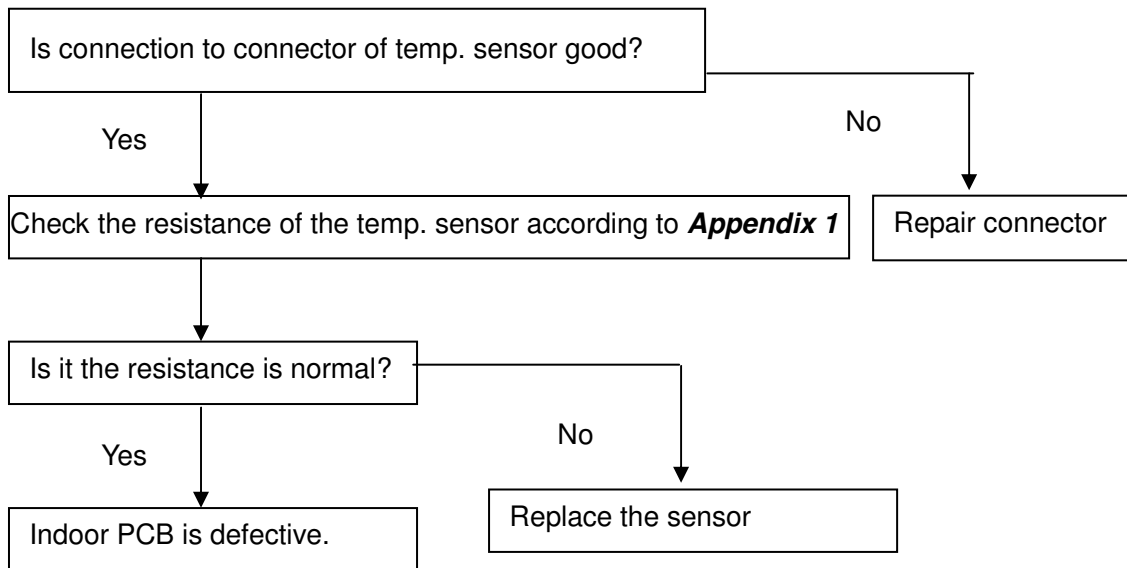 Is connection to connector of temp. sensor good?
Yes
No
Check the resistance of the temp. sensor according to Appendix 1
Repair connector
Is it the resistance is normal?
Yes
No
Indoor PCB is defective.
Replace the sensor